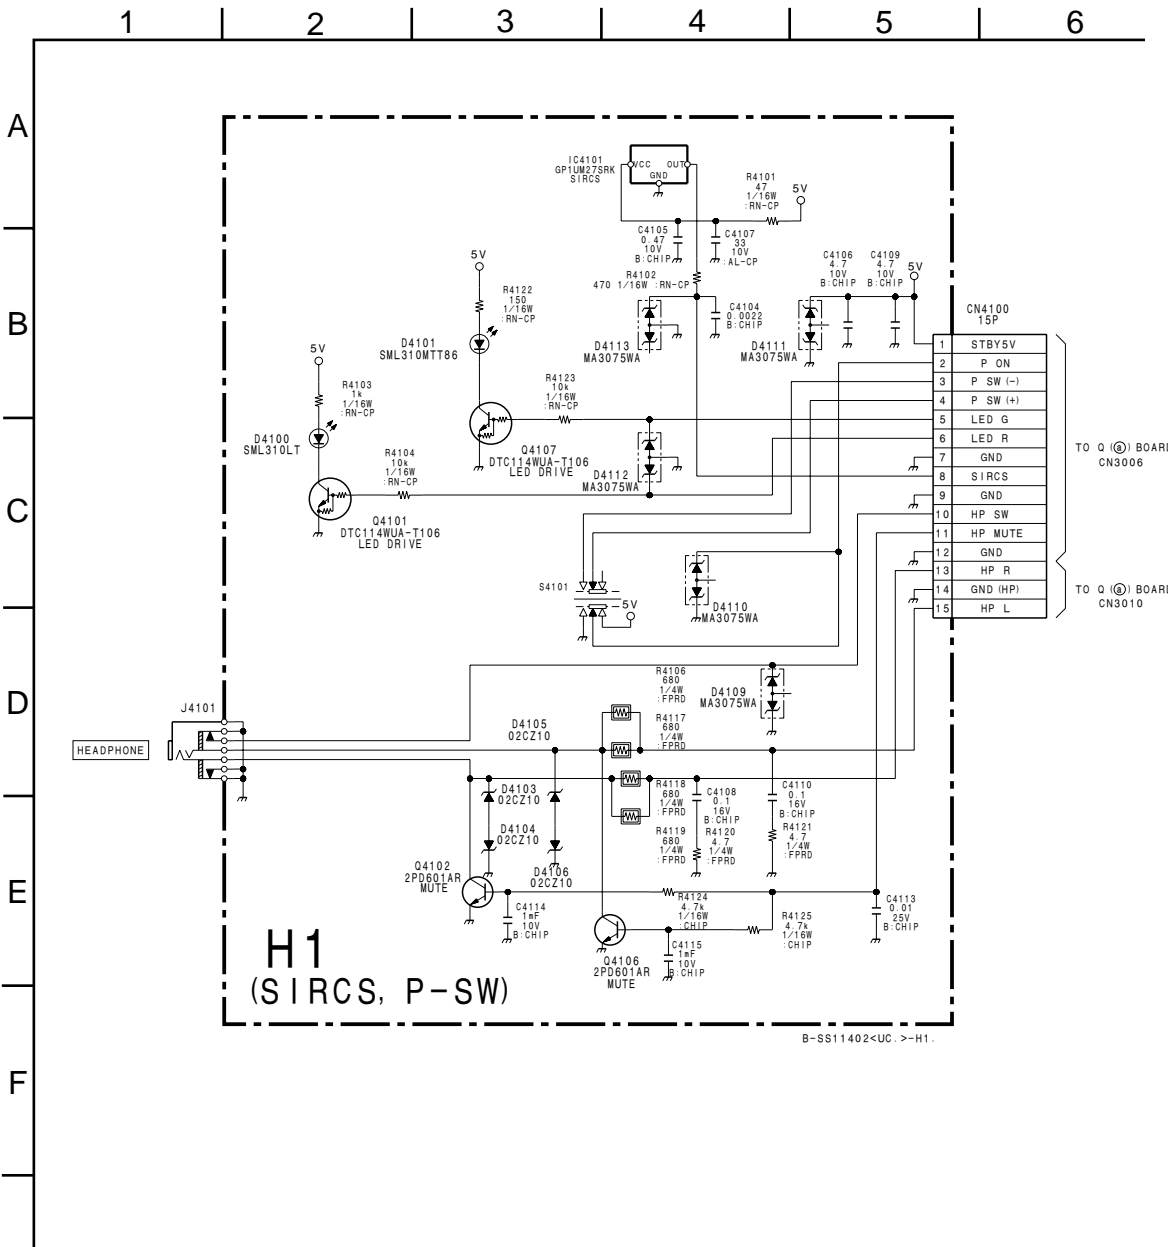 1 2 3 4 5 6
A
B
C
D
E
F
IC4101
GP1UM27SRK
SIRCS
VCC OUT
GND
R4101
47
1/16W
:RN-CP
5V
C4105
0.47
10V
B:CHIP
C4107
33
10V
:AL-CP
R4102
470 1/16W :RN-CP
C4106
4.7
10V
B:CHIP
C4109
4.7
10V
B:CHIP
5V
5V
R4122
150
1/16W
:RN-CP
D4101
SML310MTT86
C4104
0.0022
B:CHIP
D4113
MA3075WA
D4111
MA3075WA
CN4100
15P
1 STBY5V
2 P ON
3 P SW(-)
4 P SW(+)
5 LED G
6 LED R
7 GND
8 SIRCS
9 GND
10 HP SW
11 HP MUTE
12 GND
13 HP R
14 GND(HP)
15 HP L
TO Q (ⓐ) BOARD
CN3006
TO Q (ⓐ) BOARD
CN3010
5V
R4103
1k
1/16W
:RN-CP
D4100
SML310LT
R4123
10k
1/16W
:RN-CP
Q4107
DTC114WUA-T106
LED DRIVE
D4112
MA3075WA
R4104
10k
1/16W
:RN-CP
Q4101
DTC114WUA-T106
LED DRIVE
S4101
5V
D4110
MA3075WA
R4106
680
1/4W
:FPRD
D4109
MA3075WA
J4101
HEADPHONE
D4105
02CZ10
R4117
680
1/4W
:FPRD
D4103
02CZ10
R4118
680
1/4W
:FPRD
C4108
0.1
16V
B:CHIP
C4110
0.1
16V
B:CHIP
D4104
02CZ10
R4119
680
1/4W
:FPRD
R4120
4.7
1/4W
:FPRD
R4121
4.7
1/4W
:FPRD
Q4102
2PD601AR
MUTE
D4106
02CZ10
C4114
1mF
10V
B:CHIP
R4124
4.7k
1/16W
:CHIP
R4125
4.7k
1/16W
:CHIP
C4113
0.01
25V
B:CHIP
Q4106
2PD601AR
MUTE
C4115
1mF
10V
B:CHIP
H1
(SIRCS, P-SW)
B-SS11402<UC.>-H1.